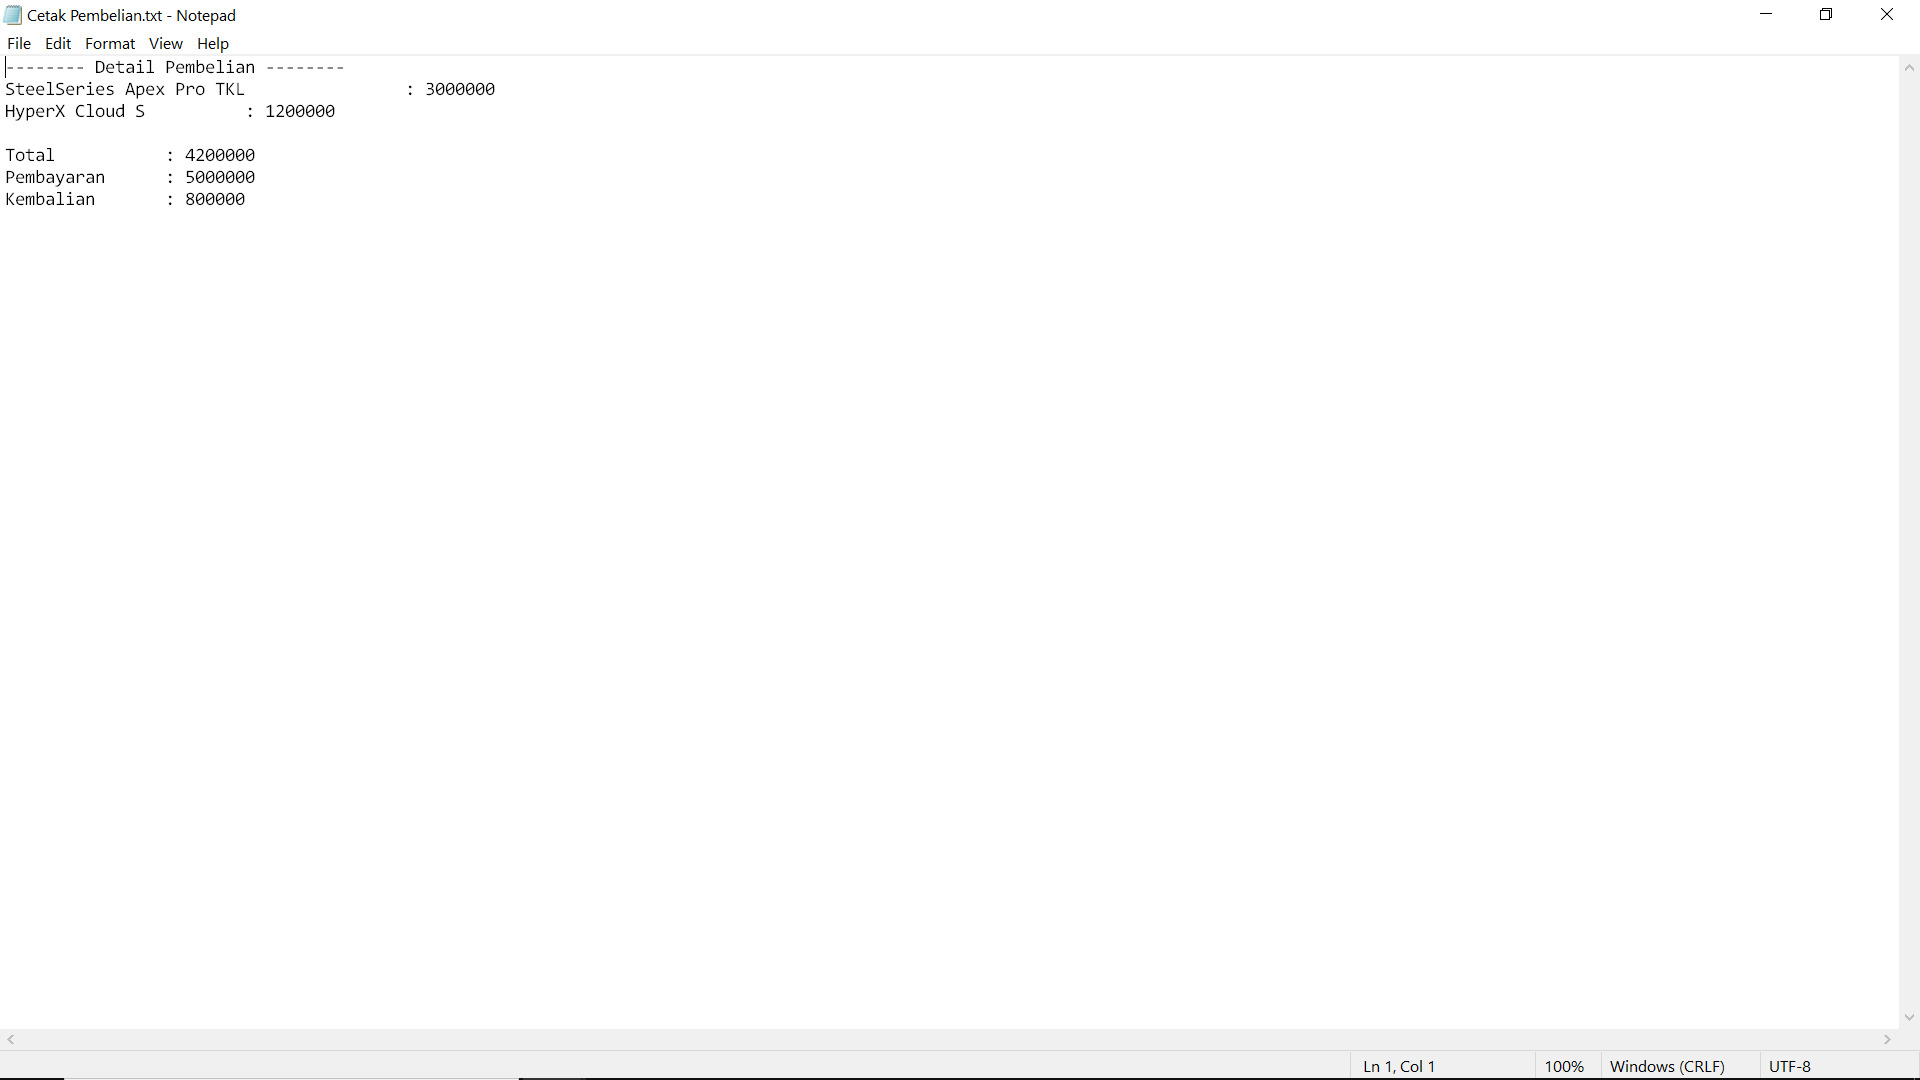 Cetak Pembelian.txt - Notepad
File Edit Format View Help
-------- Detail Pembelian --------
SteelSeries Apex Pro TKL : 3000000
HyperX Cloud S : 1200000
Total : 4200000
Pembayaran : 5000000
Kembalian : 800000
Ln 1, Col 1 100% Windows (CRLF) UTF-8